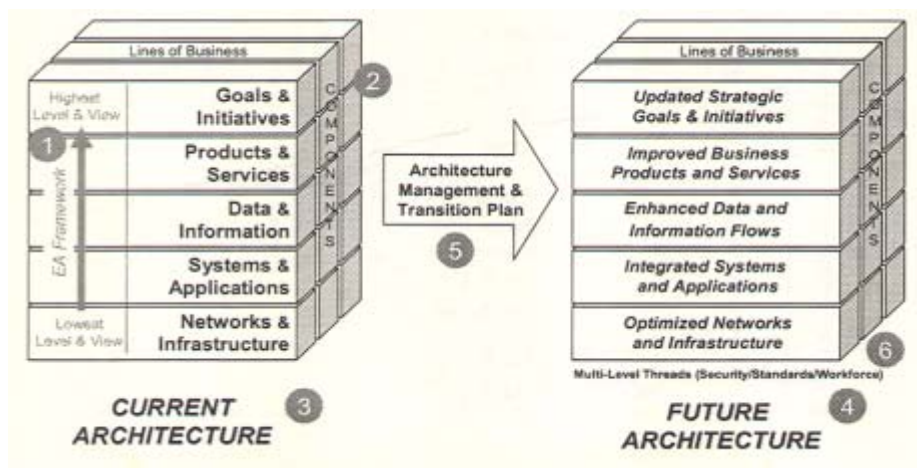 Lines of Business
Highest
Level & View
1
EA Framework
Lowest
Level & View
Goals &
Initiatives
Products &
Services
Data &
Information
Systems &
Applications
Networks &
Infrastructure
COMPONENTS
2
CURRENT
ARCHITECTURE
3
Architecture
Management &
Transition Plan
5
Lines of Business
Updated Strategic
Goals & Initiatives
Improved Business
Products and Services
Enhanced Data and
Information Flows
Integrated Systems
and Applications
Optimized Networks
and Infrastructure
COMPONENTS
6
Multi-Level Threads (Security/Standards/Workforce)
FUTURE
ARCHITECTURE
4